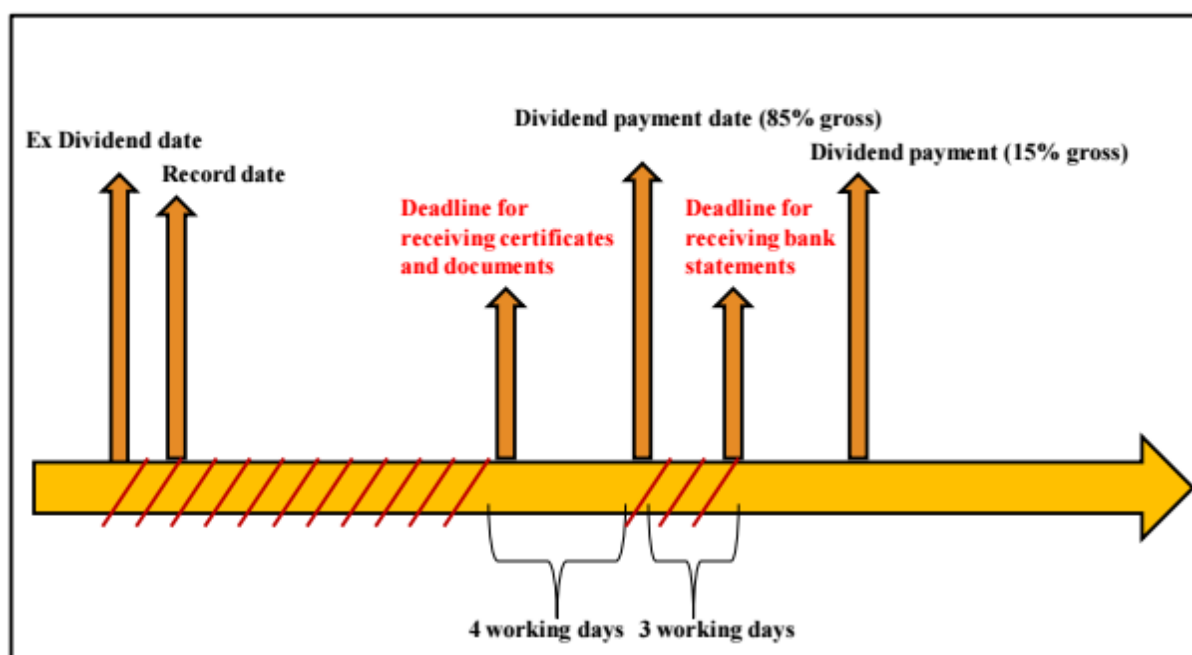 Ex Dividend date
Record date
Deadline for
receiving certificates
and documents
Dividend payment date (85% gross)
Deadline for
receiving bank
statements
Dividend payment (15% gross)
4 working days
3 working days